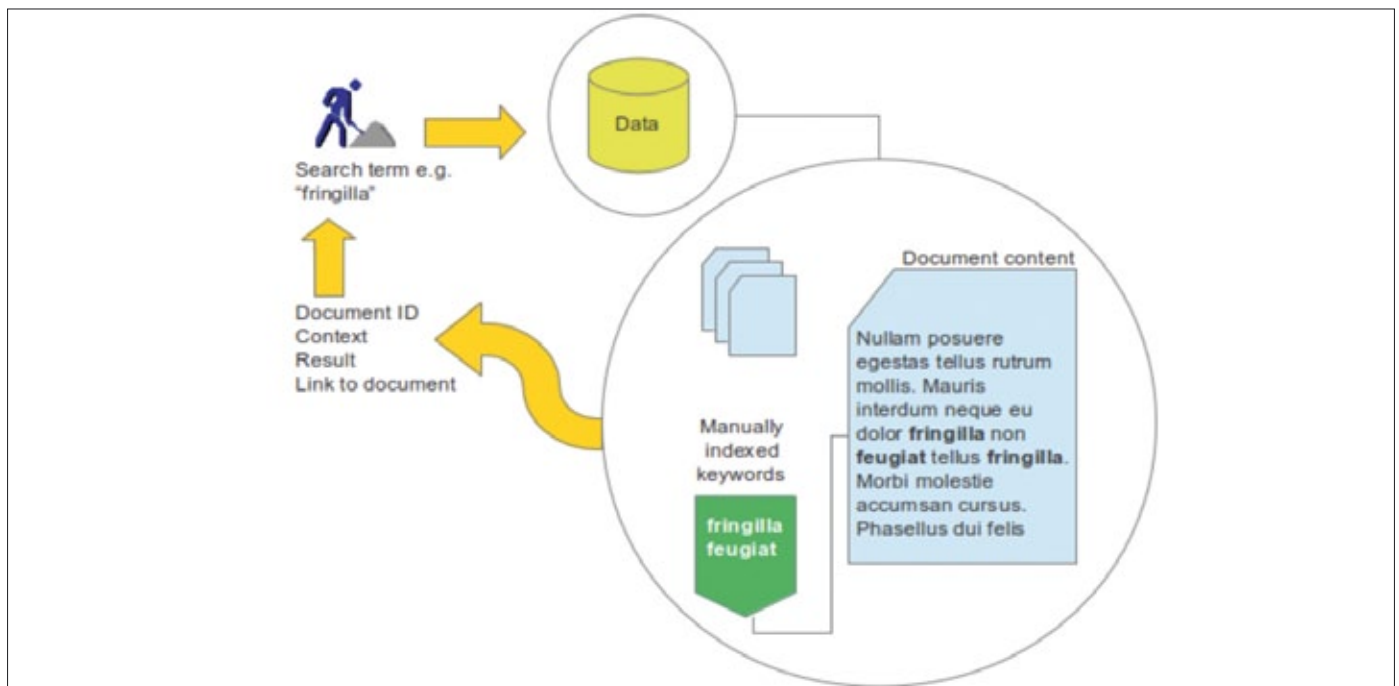 Data
Search term e.g.
"fringilla"
Document ID
Context
Result
Link to document
Document content
Nullam posuere
egestas tellus rutrum
mollis. Mauris
interdum neque eu
dolor fringilla non
feugiat tellus fringilla.
Morbi molestie
accumsan cursus.
Phasellus dui felis
Manually
indexed
keywords
fringilla
feugiat